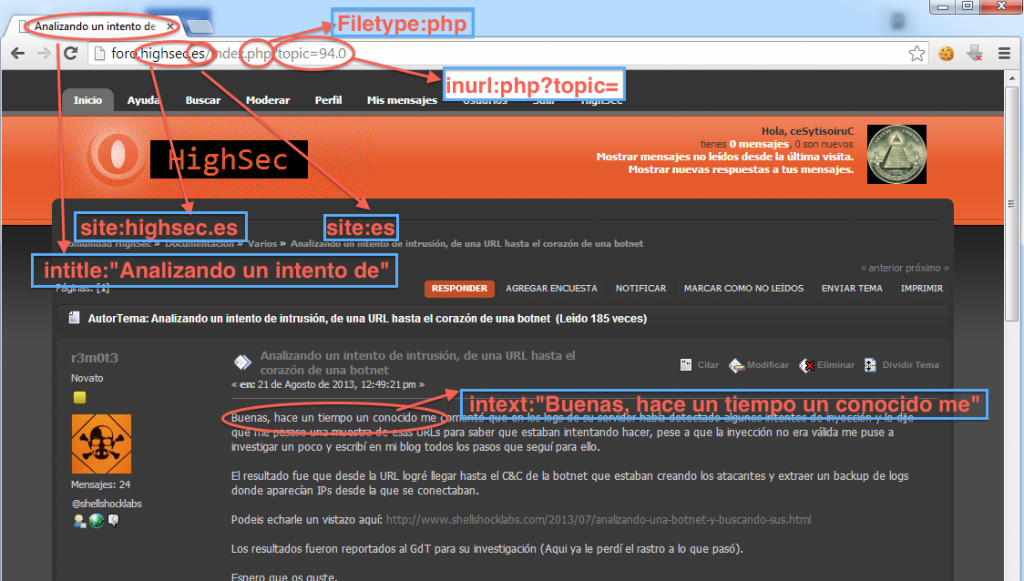 Analizando un intento de
Filetype:php
foro.highsec.es/index.php?topic=94.0
inurl:php?topic=
Inicio Ayuda Buscar Moderar Perfil Mis mensajes Usuarios Salir HighSec
Hola, ceSytisoiruC
tienes 0 mensajes, 0 son nuevos
Mostrar mensajes no leídos desde la última visita.
Mostrar nuevas respuestas a tus mensajes.
HighSec
site:highsec.es site:es
Comunidad HighSec » Documentación » Varios » Analizando un intento de intrusión, de una URL hasta el corazón de una botnet
intitle:"Analizando un intento de"
« anterior próximo »
Páginas: [1]
RESPONDER AGREGAR ENCUESTA NOTIFICAR MARCAR COMO NO LEÍDOS ENVIAR TEMA IMPRIMIR
AutorTema: Analizando un intento de intrusión, de una URL hasta el corazón de una botnet (Leído 185 veces)
r3m0t3
Novato
Analizando un intento de intrusión, de una URL hasta el
corazón de una botnet
« en: 21 de Agosto de 2013, 12:49:21 pm »
Citar Modificar Eliminar Dividir Tema
intext:"Buenas, hace un tiempo un conocido me"
Buenas, hace un tiempo un conocido me comentó que en los logs de su servidor había detectado algunos intentos de inyección y le dije
que me pasase una muestra de esas URLs para saber que estaban intentando hacer, pese a que la inyección no era válida me puse a
investigar un poco y escribí en mi blog todos los pasos que seguí para ello.
El resultado fue que desde la URL logré llegar hasta el C&C de la botnet que estaban creando los atacantes y extraer un backup de logs
donde aparecían IPs desde la que se conectaban.
Podeis echarle un vistazo aquí: http://www.shellshocklabs.com/2013/07/analizando-una-botnet-y-buscando-sus.html
Los resultados fueron reportados al GdT para su investigación (Aqui ya le perdí el rastro a lo que pasó).
Espero que os guste.
Mensajes: 24
@shellshocklabs